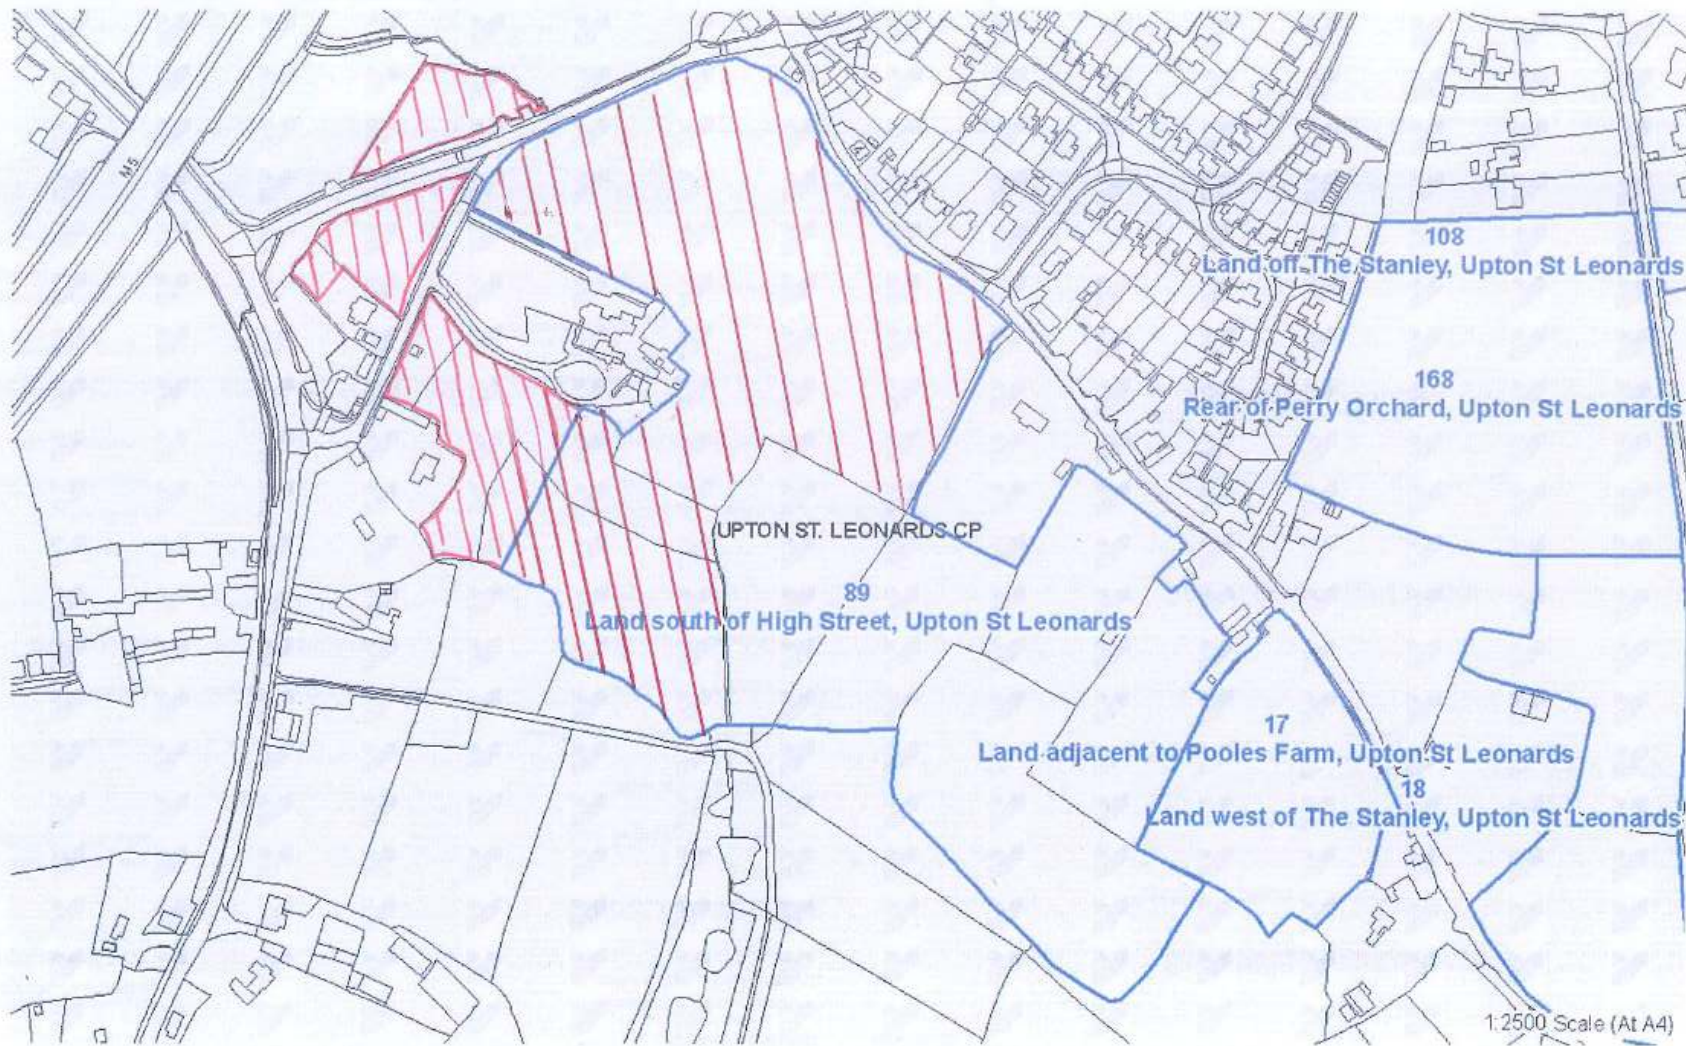 M5
108
Land off The Stanley, Upton St Leonards
168
Rear of Perry Orchard, Upton St Leonards
UPTON ST. LEONARDS CP
89
Land south of High Street, Upton St Leonards
17
Land adjacent to Pooles Farm, Upton St Leonards
18
Land west of The Stanley, Upton St Leonards
1:2500 Scale (At A4)